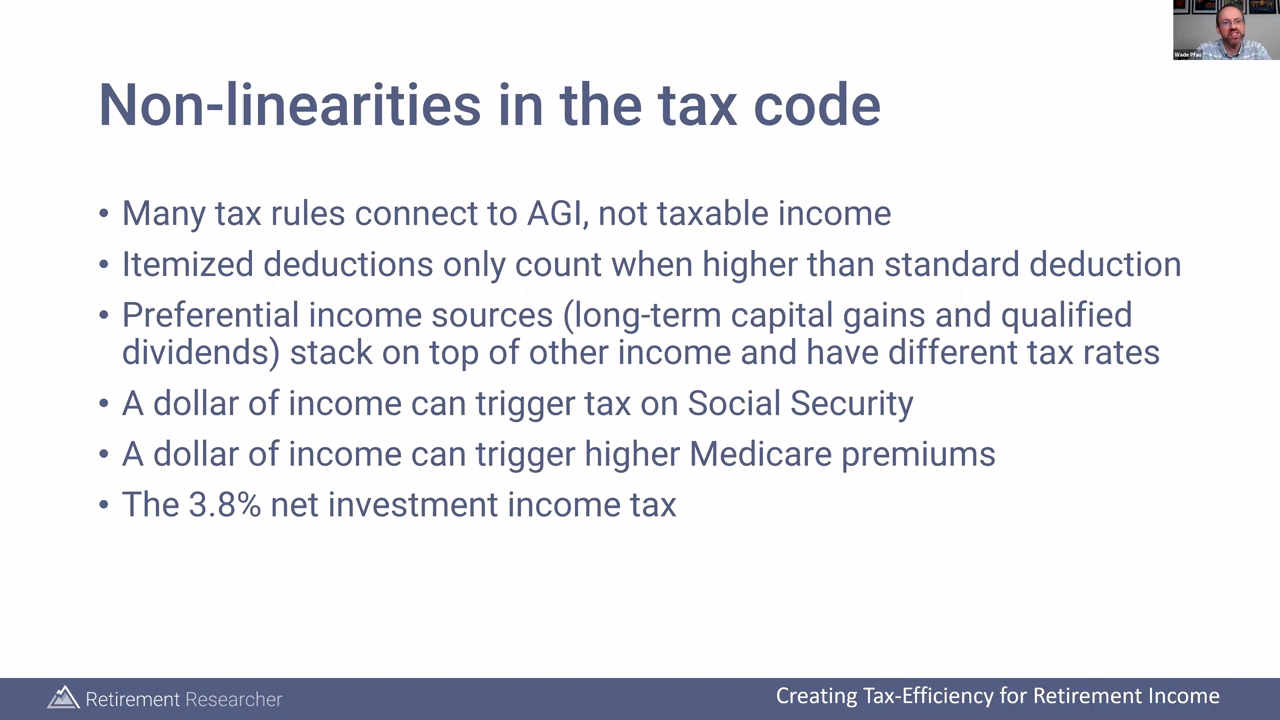 Wade Pfau
Non-linearities in the tax code
• Many tax rules connect to AGI, not taxable income
• Itemized deductions only count when higher than standard deduction
• Preferential income sources (long-term capital gains and qualified
dividends) stack on top of other income and have different tax rates
• A dollar of income can trigger tax on Social Security
• A dollar of income can trigger higher Medicare premiums
• The 3.8% net investment income tax
Retirement Researcher
Creating Tax-Efficiency for Retirement Income